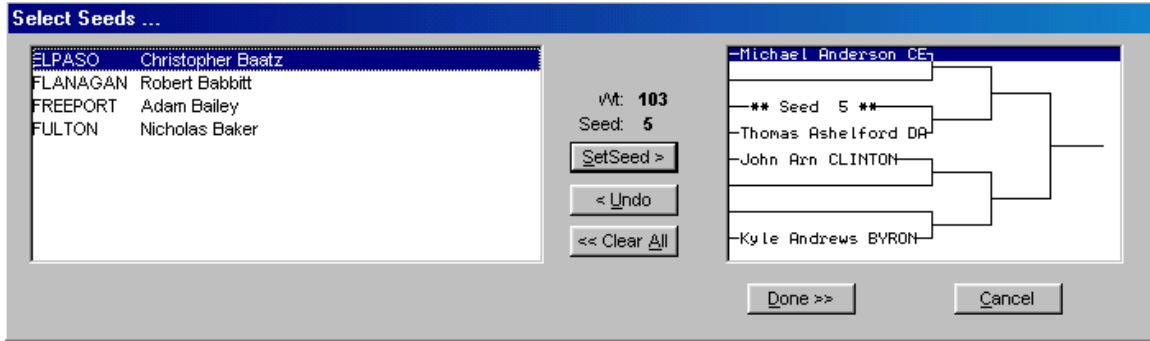 Select Seeds ...
ELPASO Christopher Baatz
FLANAGAN Robert Babbitt
FREEPORT Adam Bailey
FULTON Nicholas Baker
Wt: 103
Seed: 5
SetSeed >
< Undo
<< Clear All
Michael Anderson CE
** Seed 5 **
Thomas Ashelford DA
John Arn CLINTON
Kyle Andrews BYRON
Done >>
Cancel